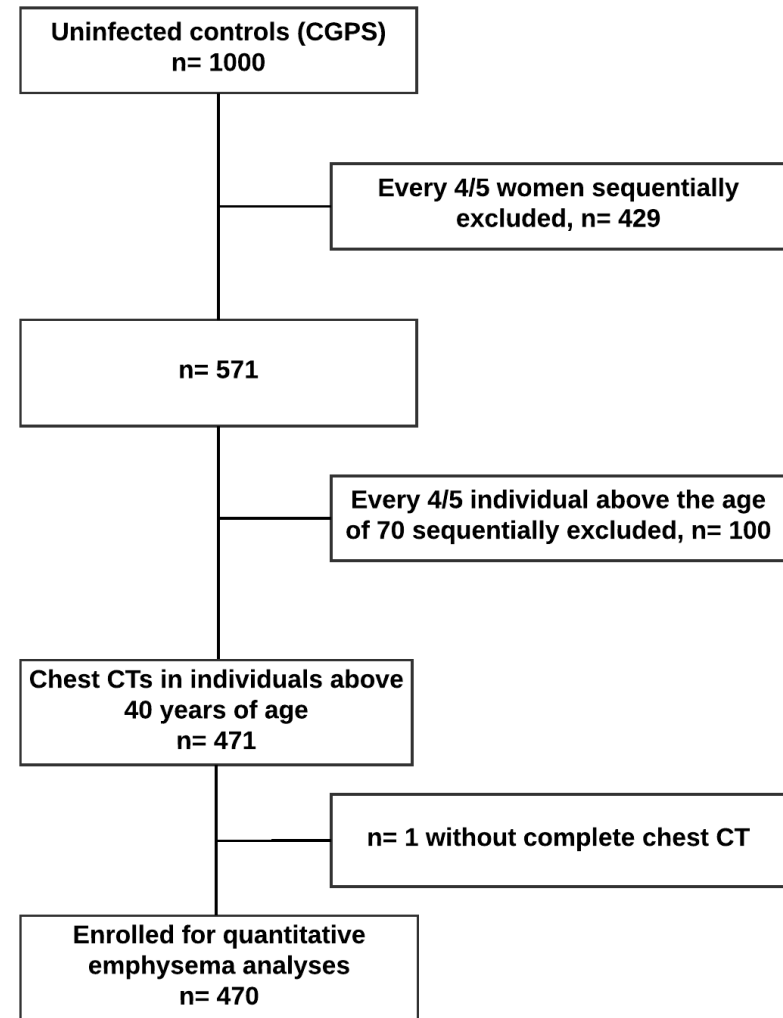 Uninfected controls (CGPS)
n= 1000
Every 4/5 women sequentially
excluded, n= 429
n= 571
Every 4/5 individual above the age
of 70 sequentially excluded, n= 100
Chest CTs in individuals above
40 years of age
n= 471
n= 1 without complete chest CT
Enrolled for quantitative
emphysema analyses
n= 470